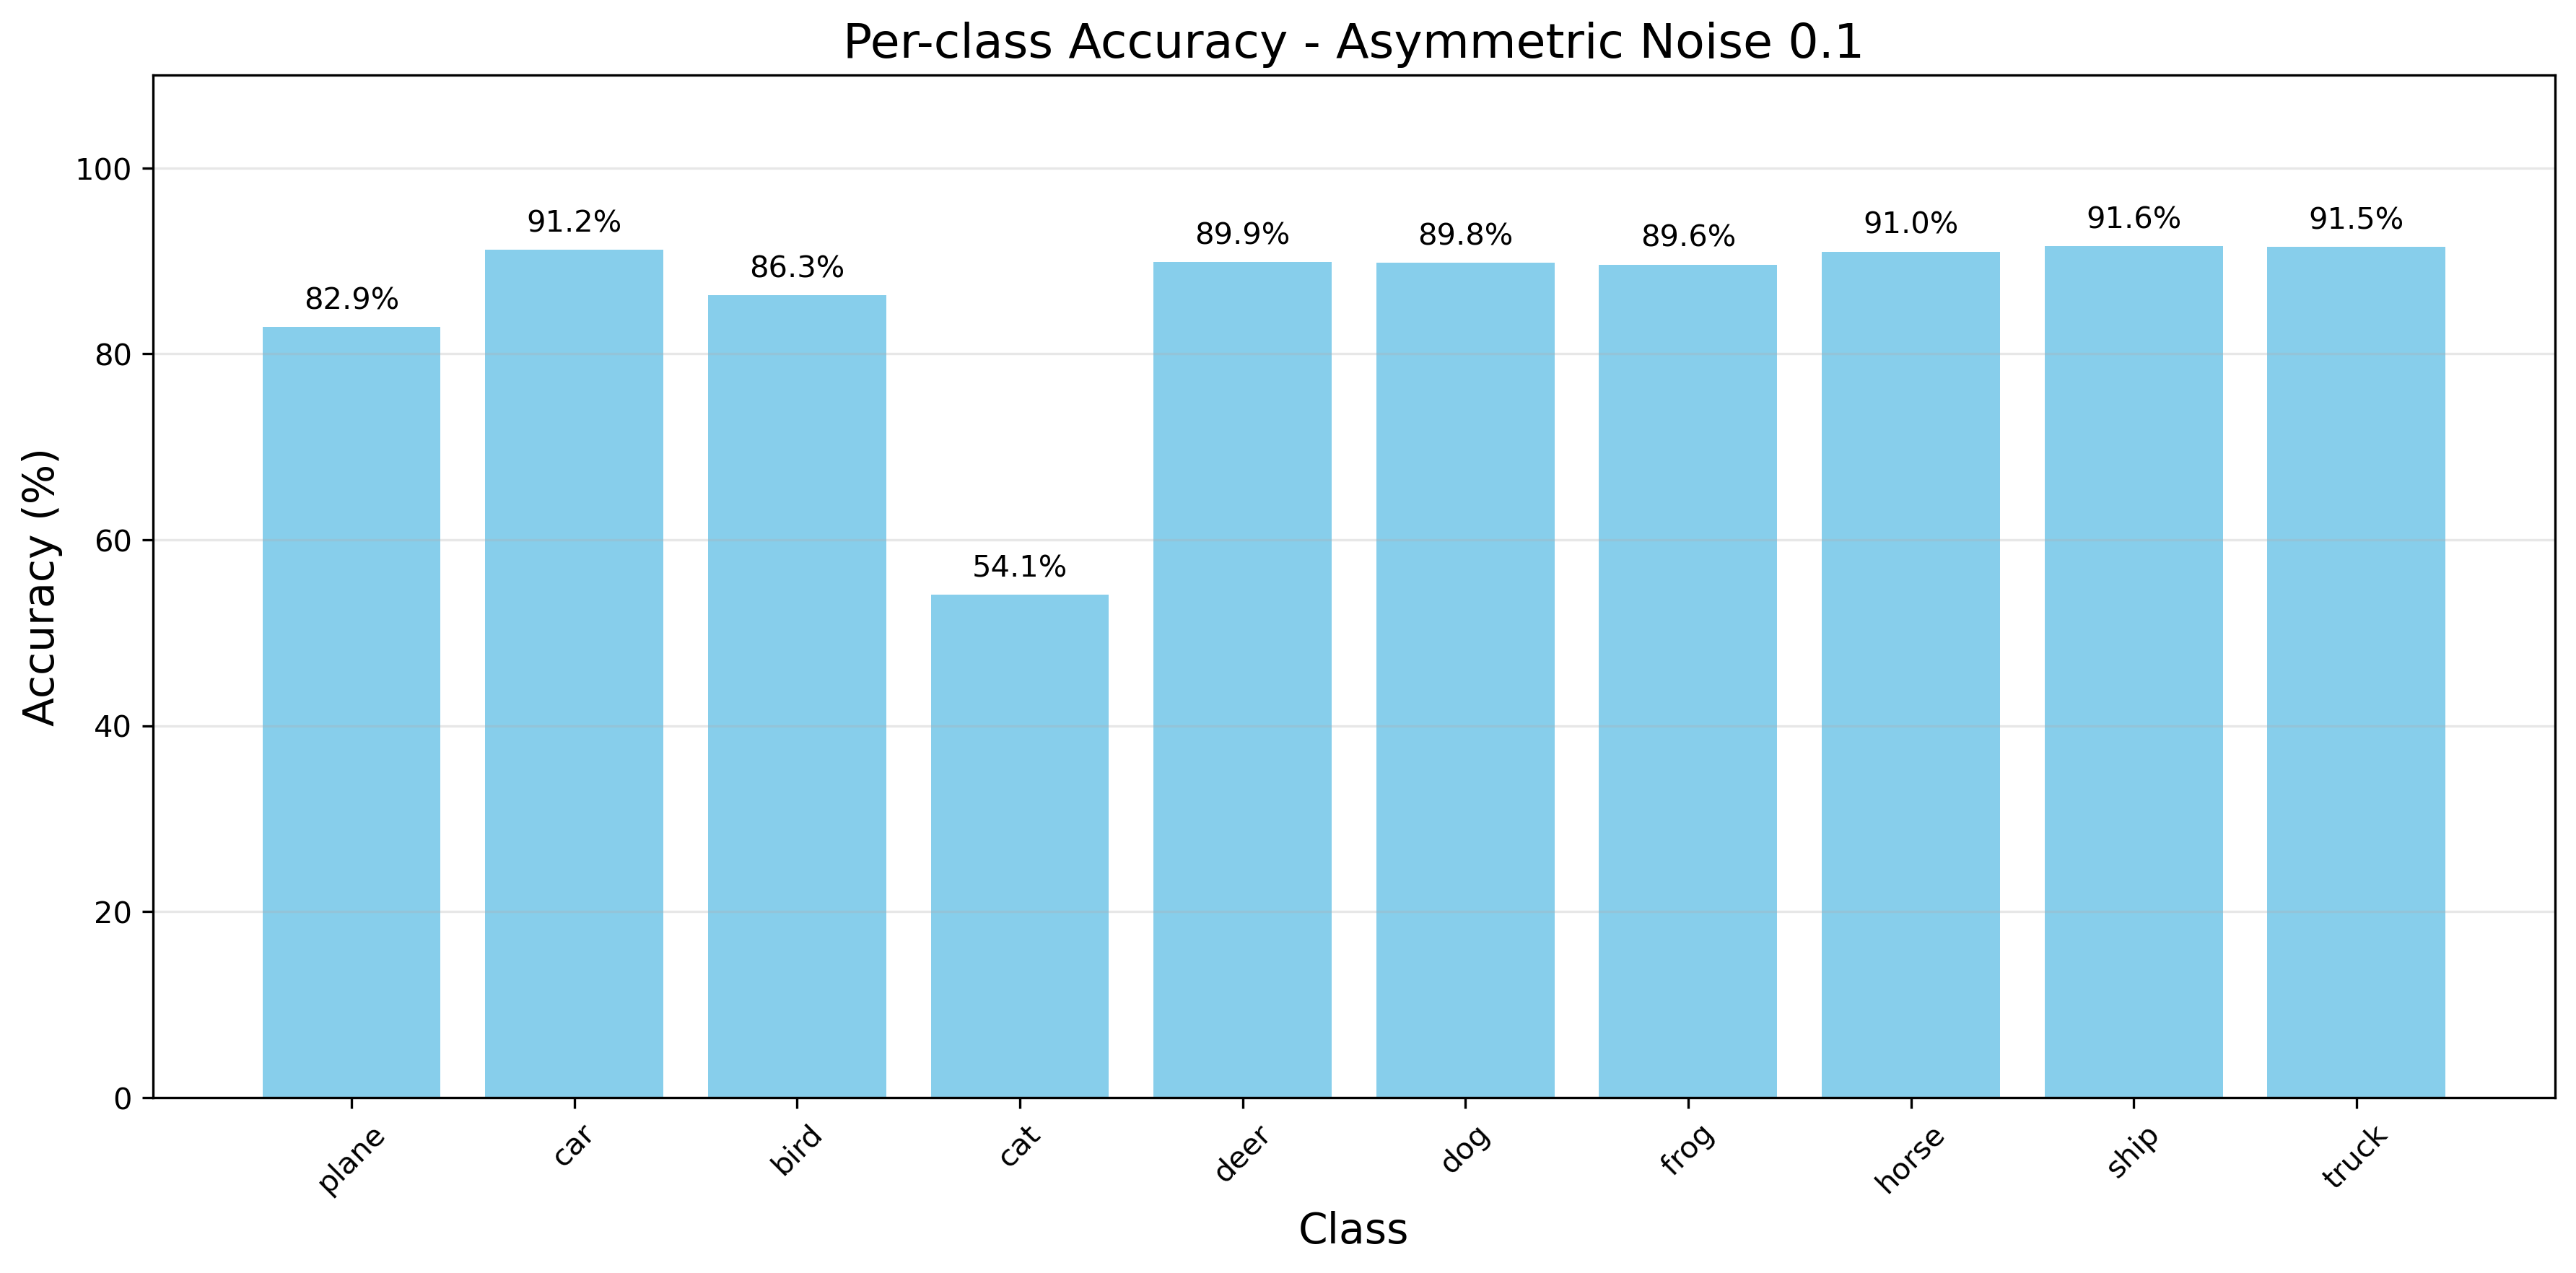 Per-class Accuracy - Asymmetric Noise 0.1
Accuracy (%)
100
80
60
40
20
0
82.9%
91.2%
86.3%
54.1%
89.9%
89.8%
89.6%
91.0%
91.6%
91.5%
plane
car
bird
cat
deer
dog
frog
horse
ship
truck
Class